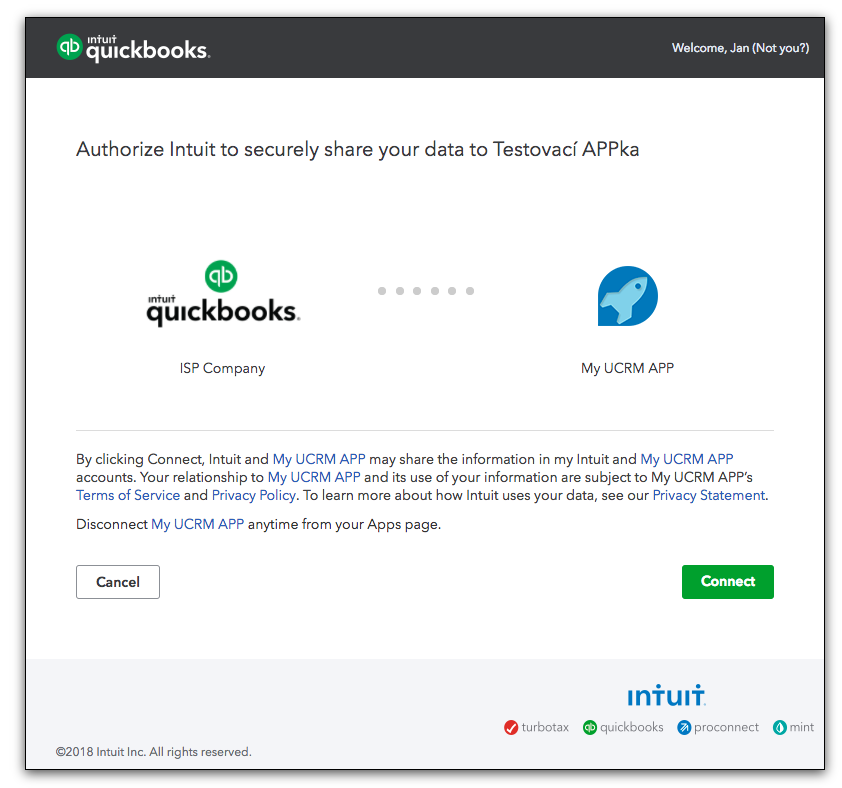 intuit quickbooks.
Welcome, Jan (Not you?)
Authorize Intuit to securely share your data to Testovací APPka
qb
intuit
quickbooks.
ISP Company
My UCRM APP
By clicking Connect, Intuit and My UCRM APP may share the information in my Intuit and My UCRM APP
accounts. Your relationship to My UCRM APP and its use of your information are subject to My UCRM APP’s
Terms of Service and Privacy Policy. To learn more about how Intuit uses your data, see our Privacy Statement.
Disconnect My UCRM APP anytime from your Apps page.
Cancel
Connect
intuit.
turbotax quickbooks proconnect mint
©2018 Intuit Inc. All rights reserved.